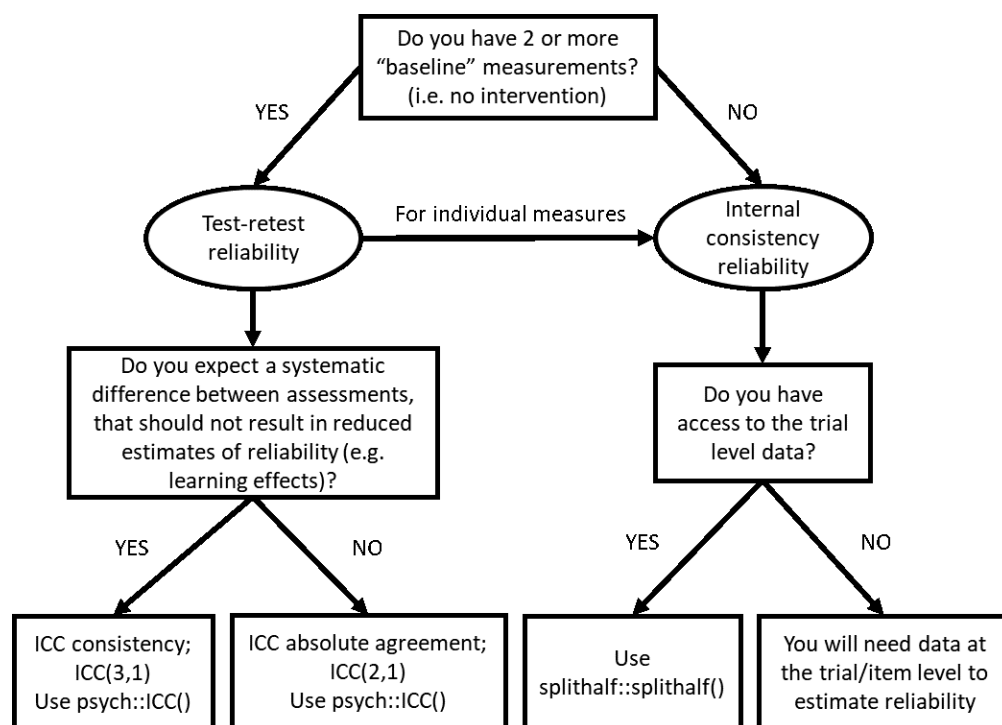 Do you have 2 or more
“baseline” measurements?
(i.e. no intervention)
YES
NO
Test-retest
reliability
For individual measures
Internal
consistency
reliability
Do you expect a systematic
difference between assessments,
that should not result in reduced
estimates of reliability (e.g.
learning effects)?
Do you have
access to the trial
level data?
YES
NO
YES
NO
ICC consistency;
ICC(3,1)
Use psych::ICC()
ICC absolute agreement;
ICC(2,1)
Use psych::ICC()
Use
splithalf::splithalf()
You will need data at
the trial/item level to
estimate reliability